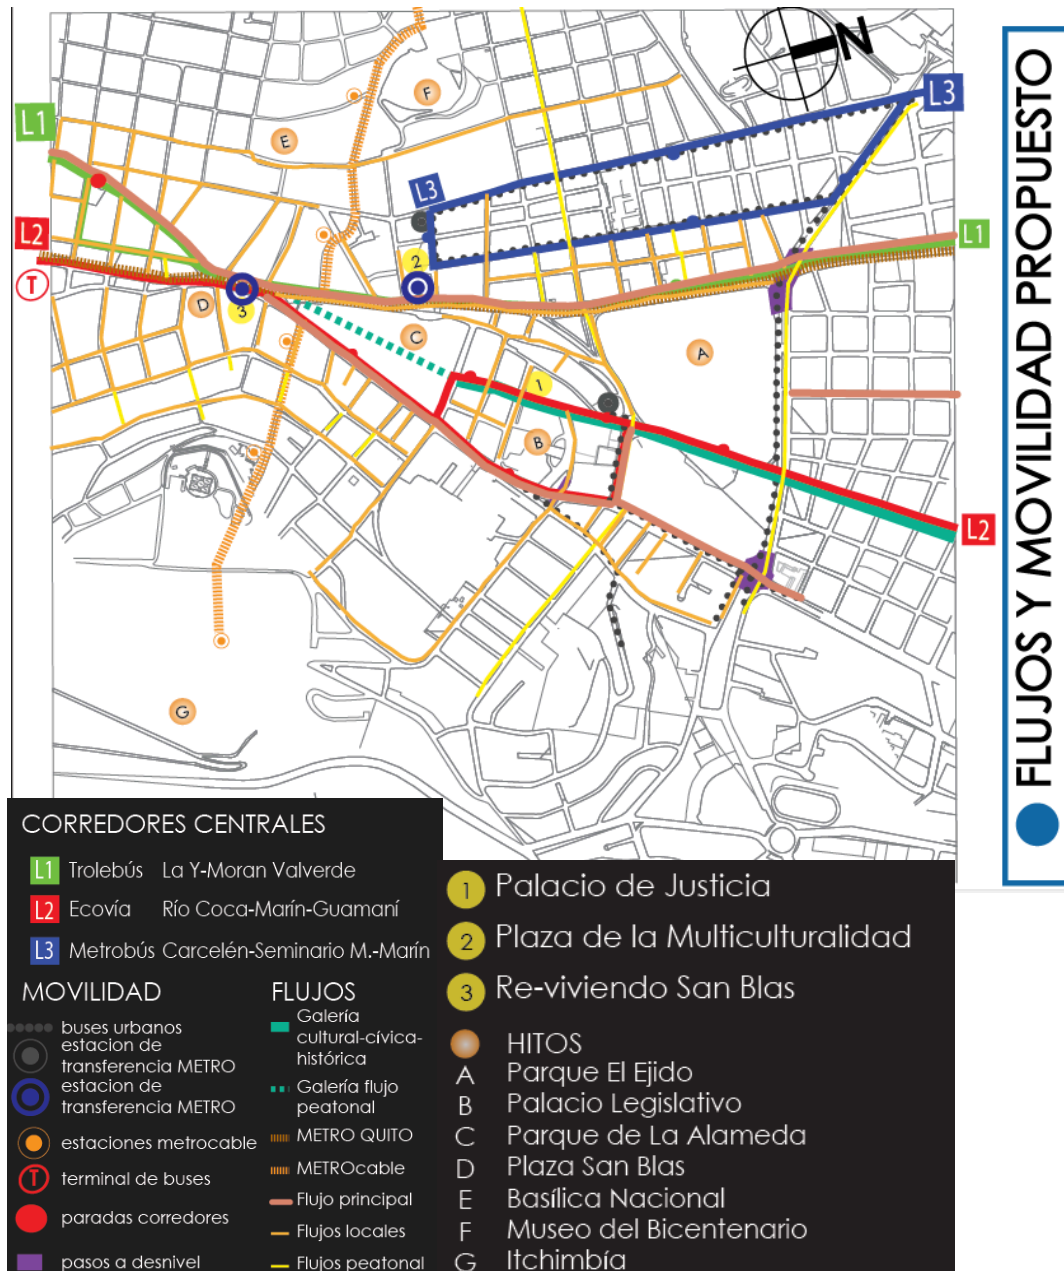 N
F
L3
L1
E
L3
L2
L1
2
T
D
3
C
A
1
B
L2
G
FLUJOS Y MOVILIDAD PROPUESTO
CORREDORES CENTRALES
L1 Trolebús La Y-Moran Valverde
L2 Ecovía Río Coca-Marín-Guamaní
L3 Metrobús Carcelén-Seminario M.-Marín
MOVILIDAD
buses urbanos
estacion de
transferencia METRO
estacion de
transferencia METRO
estaciones metrocable
T terminal de buses
paradas corredores
pasos a desnivel
FLUJOS
Galería
cultural-cívica-
histórica
Galería flujo
peatonal
METRO QUITO
METROcable
Flujo principal
Flujos locales
Flujos peatonal
1 Palacio de Justicia
2 Plaza de la Multiculturalidad
3 Re-viviendo San Blas
HITOS
A Parque El Ejido
B Palacio Legislativo
C Parque de La Alameda
D Plaza San Blas
E Basílica Nacional
F Museo del Bicentenario
G Itchimbía